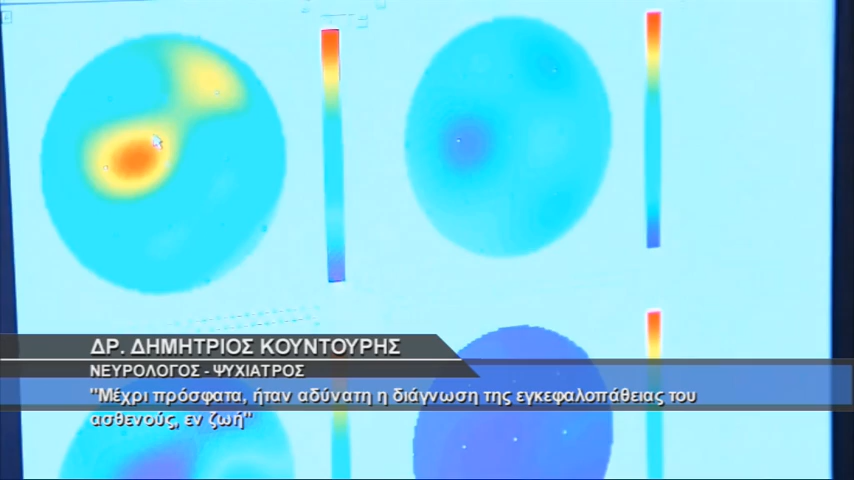 ΔΡ. ΔΗΜΗΤΡΙΟΣ ΚΟΥΝΤΟΥΡΗΣ
ΝΕΥΡΟΛΟΓΟΣ - ΨΥΧΙΑΤΡΟΣ
"Μέχρι πρόσφατα, ήταν αδύνατη η διάγνωση της εγκεφαλοπάθειας του
ασθενούς, εν ζωή"